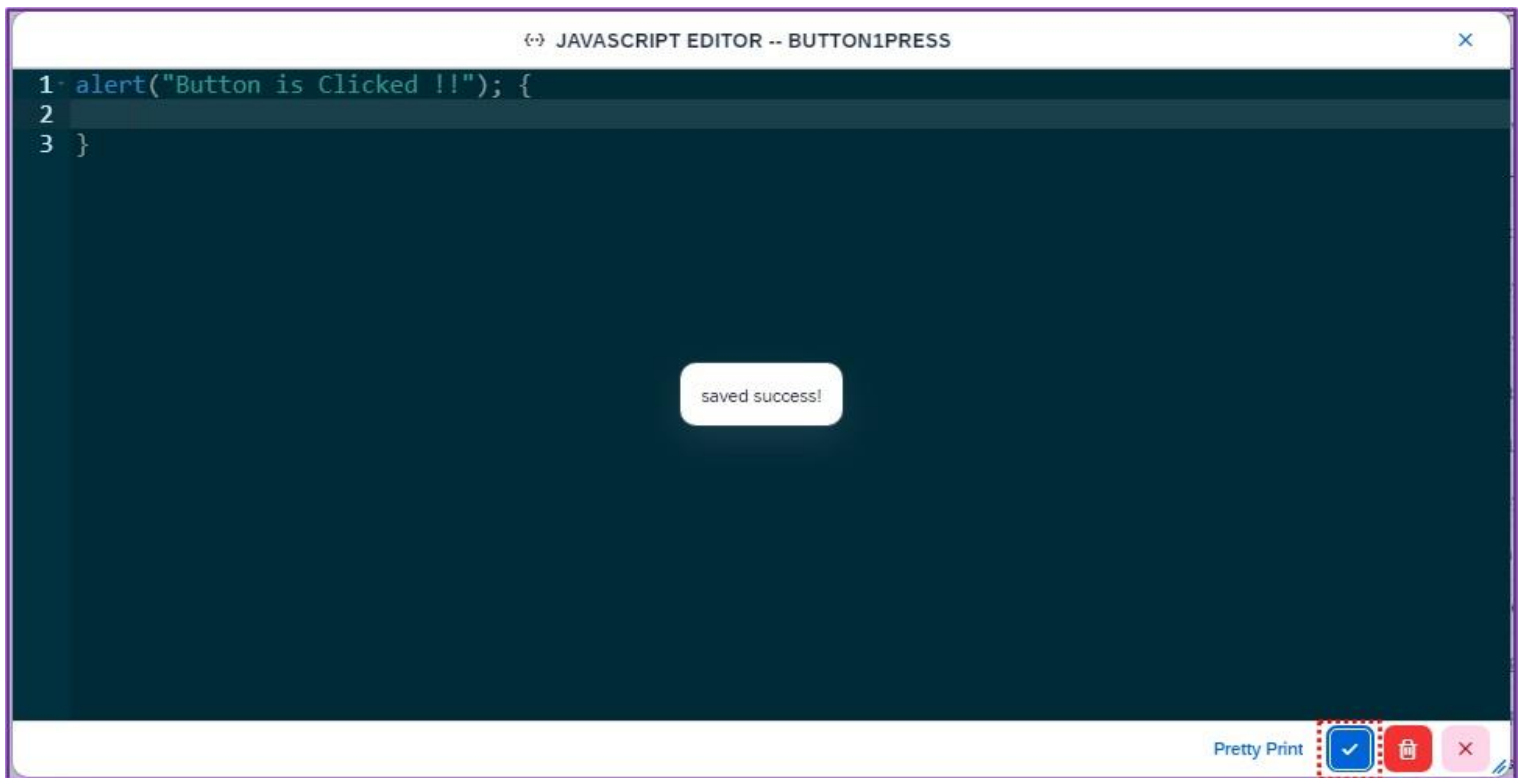 JAVASCRIPT EDITOR -- BUTTON1PRESS
1 alert("Button is Clicked !!"); {
2
3 }
saved success!
Pretty Print